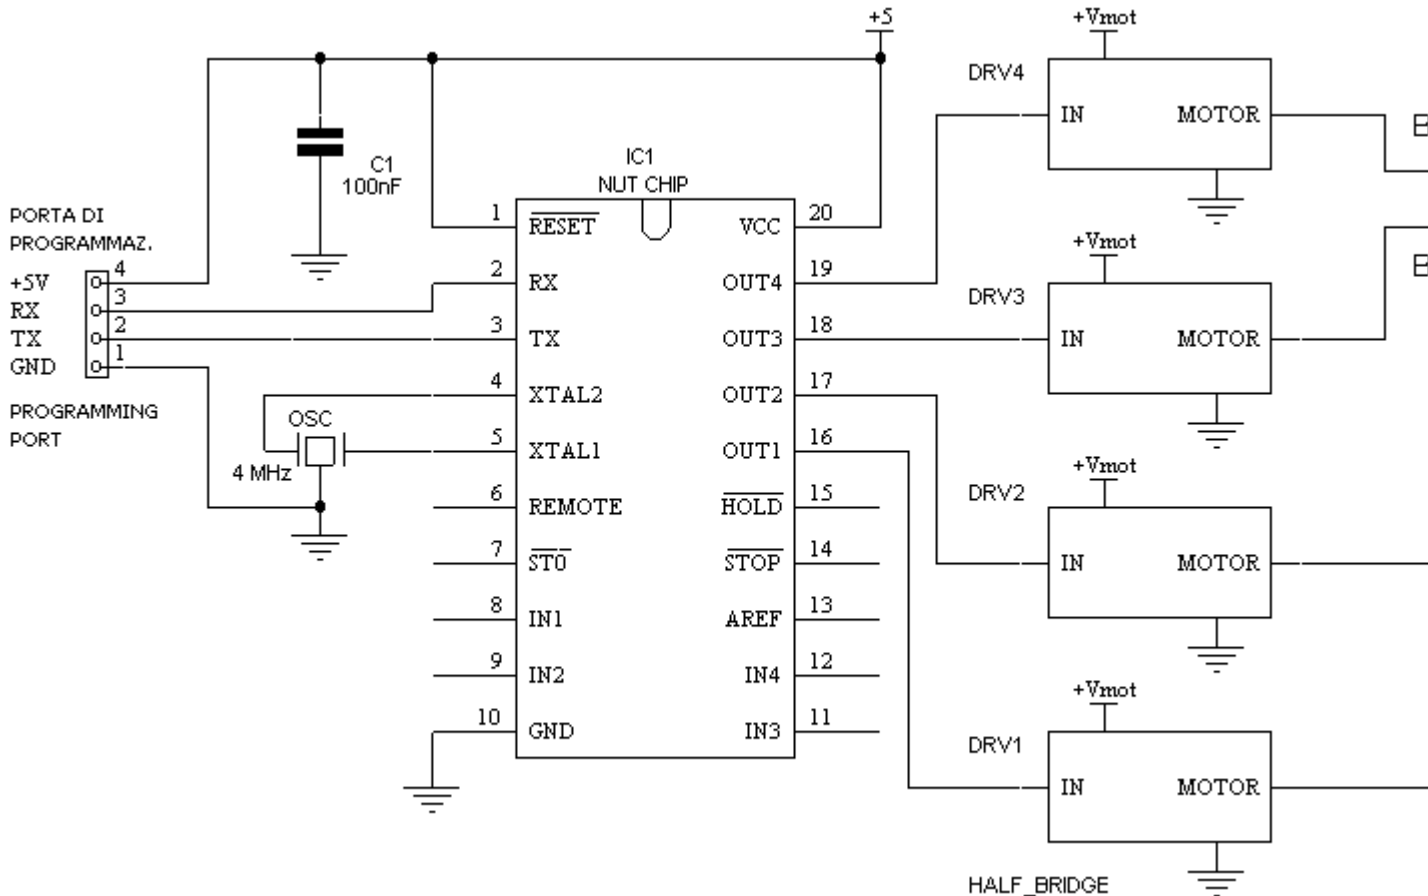 +5
+Vmot
DRV4
IN MOTOR
C1
100nF
IC1
NUT CHIP
PORTA DI
PROGRAMMAZ.
+5V 4
RX 3
TX 2
GND 1
PROGRAMMING
PORT
OSC
4 MHz
1 RESET VCC 20
2 RX OUT4 19
3 TX OUT3 18
4 XTAL2 OUT2 17
5 XTAL1 OUT1 16
6 REMOTE HOLD 15
7 ST0 STOP 14
8 IN1 AREF 13
9 IN2 IN4 12
10 GND IN3 11
+Vmot
DRV3
IN MOTOR
+Vmot
DRV2
IN MOTOR
+Vmot
DRV1
IN MOTOR
HALF_BRIDGE